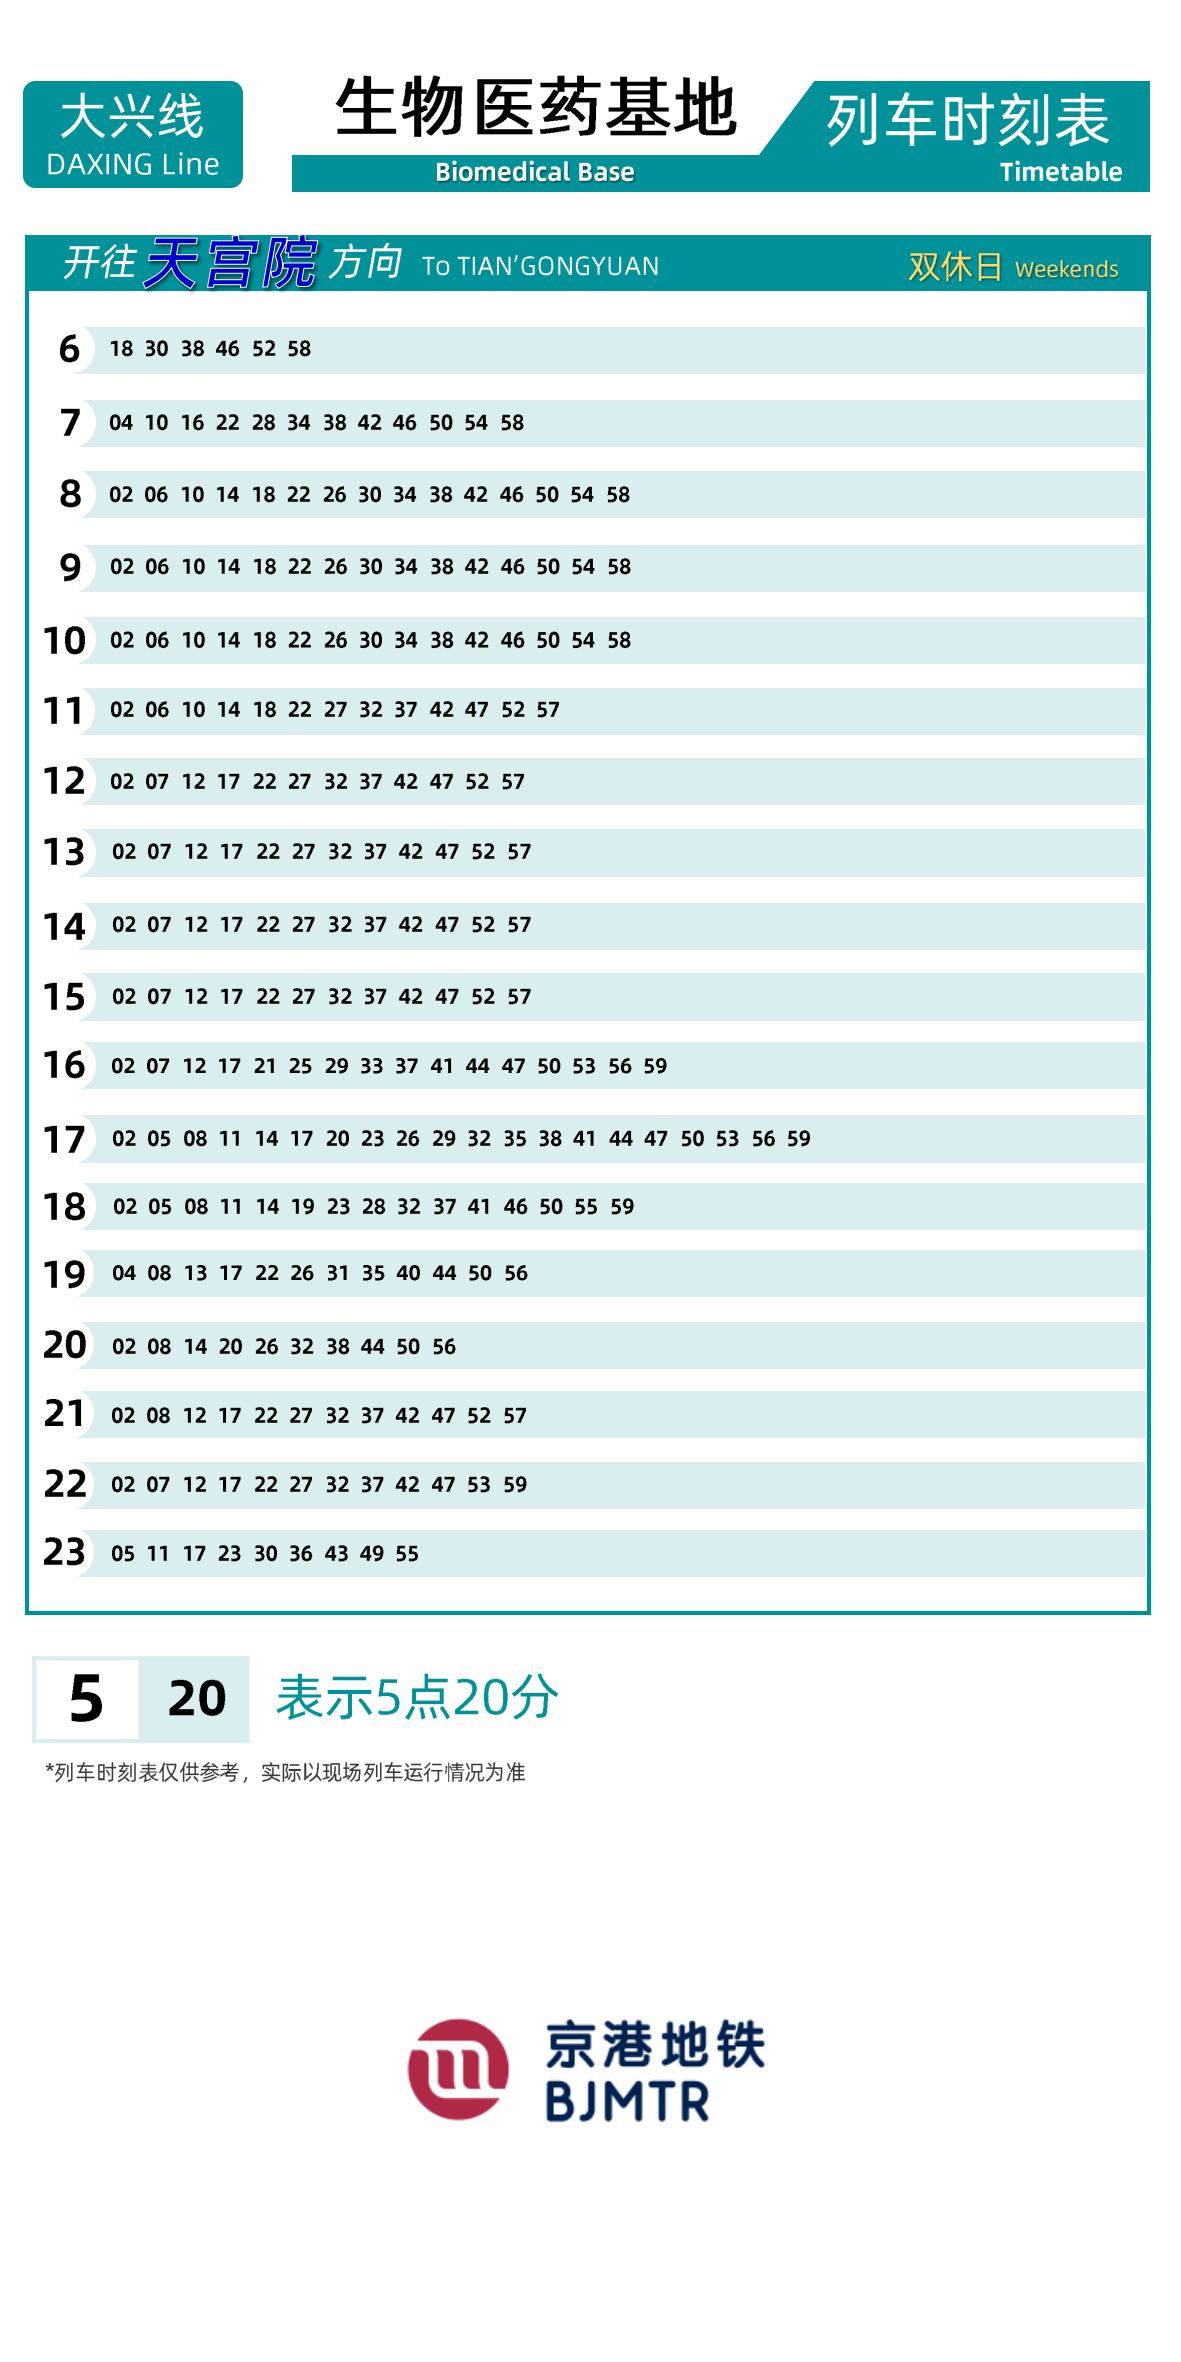 大兴线
DAXING Line
生物医药基地
Biomedical Base
列车时刻表
Timetable
开往 天宫院 方向 To TIAN’GONGYUAN 双休日 Weekends
6 18 30 38 46 52 58
7 04 10 16 22 28 34 38 42 46 50 54 58
8 02 06 10 14 18 22 26 30 34 38 42 46 50 54 58
9 02 06 10 14 18 22 26 30 34 38 42 46 50 54 58
10 02 06 10 14 18 22 26 30 34 38 42 46 50 54 58
11 02 06 10 14 18 22 27 32 37 42 47 52 57
12 02 07 12 17 22 27 32 37 42 47 52 57
13 02 07 12 17 22 27 32 37 42 47 52 57
14 02 07 12 17 22 27 32 37 42 47 52 57
15 02 07 12 17 22 27 32 37 42 47 52 57
16 02 07 12 17 21 25 29 33 37 41 44 47 50 53 56 59
17 02 05 08 11 14 17 20 23 26 29 32 35 38 41 44 47 50 53 56 59
18 02 05 08 11 14 19 23 28 32 37 41 46 50 55 59
19 04 08 13 17 22 26 31 35 40 44 50 56
20 02 08 14 20 26 32 38 44 50 56
21 02 08 12 17 22 27 32 37 42 47 52 57
22 02 07 12 17 22 27 32 37 42 47 53 59
23 05 11 17 23 30 36 43 49 55
5 20 表示5点20分
*列车时刻表仅供参考，实际以现场列车运行情况为准
京港地铁
BJMTR